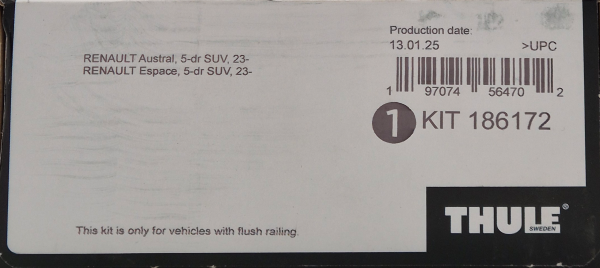 Production date:
13.01.25 >UPC
RENAULT Austral, 5-dr SUV, 23-
RENAULT Espace, 5-dr SUV, 23-
1 97074 56470 2
1 KIT 186172
THULE
SWEDEN
This kit is only for vehicles with flush railing.